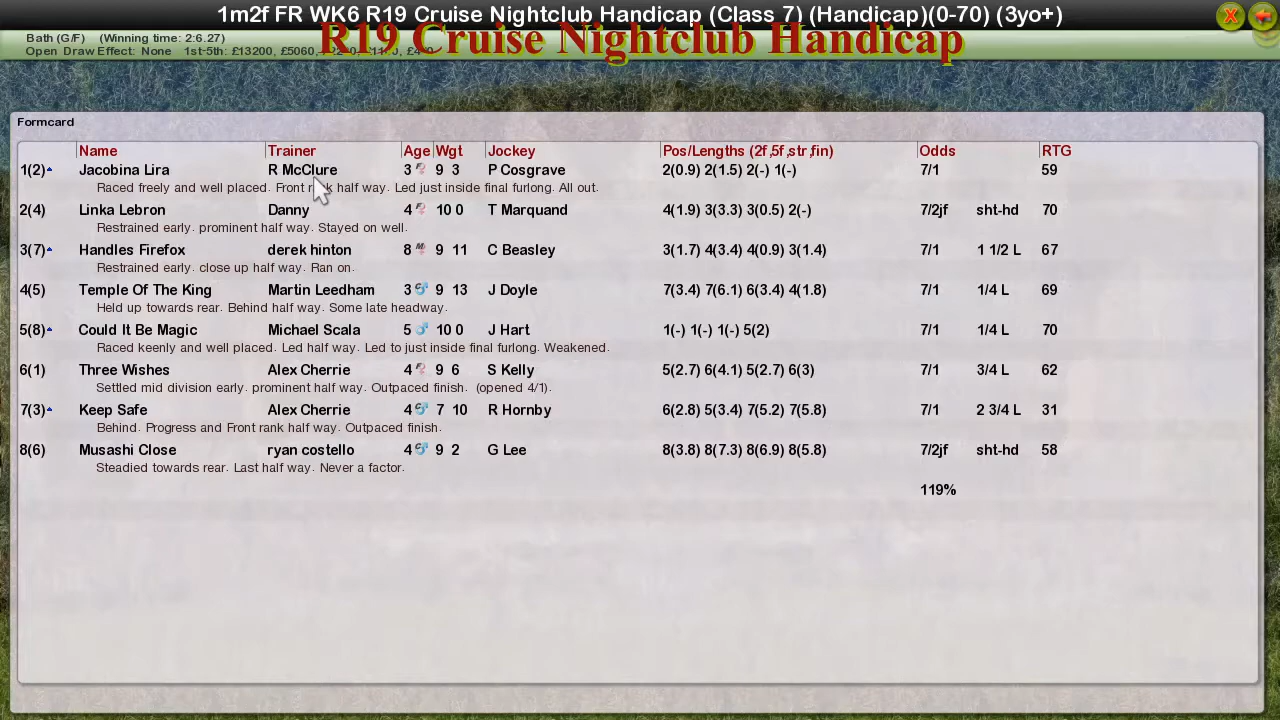 1m2f FR WK6 R19 Cruise Nightclub Handicap (Class 7) (Handicap)(0-70) (3yo+)
R19 Cruise Nightclub Handicap
Bath (G/F) (Winning time: 2:6.27)
Open Draw Effect: None 1st-5th: £13200, £5060,
Formcard
Name Trainer Age Wgt Jockey Pos/Lengths (2f,5f,str,fin) Odds RTG
1(2) Jacobina Lira R McClure 3 9 3 P Cosgrave 2(0.9) 2(1.5) 2(-) 1(-) 7/1 59
Raced freely and well placed. Front rank half way. Led just inside final furlong. All out.
2(4) Linka Lebron Danny 4 10 0 T Marquand 4(1.9) 3(3.3) 3(0.5) 2(-) 7/2jf sht-hd 70
Restrained early. prominent half way. Stayed on well.
3(7) Handles Firefox derek hinton 8 9 11 C Beasley 3(1.7) 4(3.4) 4(0.9) 3(1.4) 7/1 1 1/2 L 67
Restrained early. close up half way. Ran on.
4(5) Temple Of The King Martin Leedham 3 9 13 J Doyle 7(3.4) 7(6.1) 6(3.4) 4(1.8) 7/1 1/4 L 69
Held up towards rear. Behind half way. Some late headway.
5(8) Could It Be Magic Michael Scala 5 10 0 J Hart 1(-) 1(-) 1(-) 5(2) 7/1 1/4 L 70
Raced keenly and well placed. Led half way. Led to just inside final furlong. Weakened.
6(1) Three Wishes Alex Cherrie 4 9 6 S Kelly 5(2.7) 6(4.1) 5(2.7) 6(3) 7/1 3/4 L 62
Settled mid division early. prominent half way. Outpaced finish. (opened 4/1).
7(3) Keep Safe Alex Cherrie 4 7 10 R Hornby 6(2.8) 5(3.4) 7(5.2) 7(5.8) 7/1 2 3/4 L 31
Behind. Progress and Front rank half way. Outpaced finish.
8(6) Musashi Close ryan costello 4 9 2 G Lee 8(3.8) 8(7.3) 8(6.9) 8(5.8) 7/2jf sht-hd 58
Steadied towards rear. Last half way. Never a factor.
119%